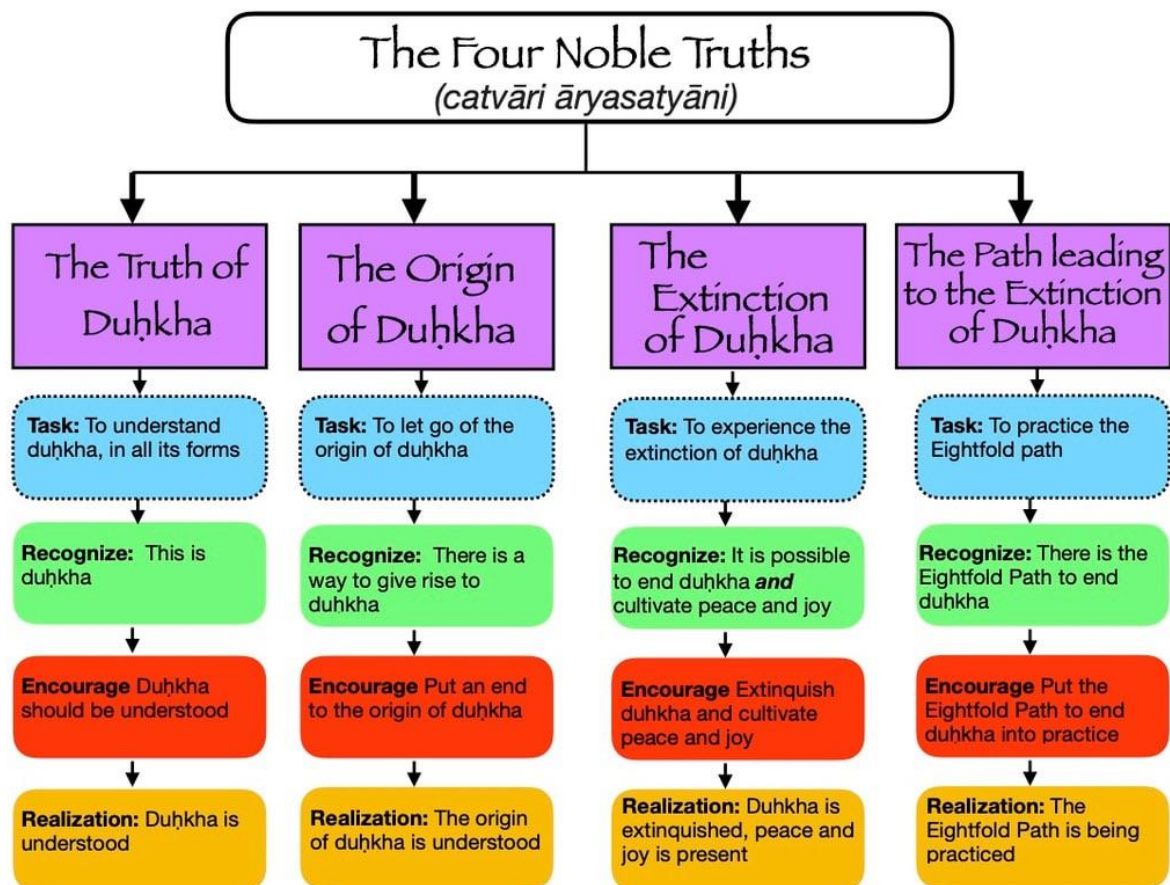 The Four Noble Truths
(catvāri āryasatyāni)
The Truth of
Duḥkha
The Origin
of Duḥkha
The
Extinction
of Duḥkha
The Path leading
to the Extinction
of Duḥkha
Task: To understand
duḥkha, in all its forms
Task: To let go of the
origin of duḥkha
Task: To experience the
extinction of duḥkha
Task: To practice the
Eightfold path
Recognize: This is
duḥkha
Recognize: There is a
way to give rise to
duḥkha
Recognize: It is possible
to end duḥkha and
cultivate peace and joy
Recognize: There is the
Eightfold Path to end
duḥkha
Encourage Duḥkha
should be understood
Encourage Put an end
to the origin of duḥkha
Encourage Extinquish
duhkha and cultivate
peace and joy
Encourage Put the
Eightfold Path to end
duḥkha into practice
Realization: Duḥkha is
understood
Realization: The origin
of duḥkha is understood
Realization: Duhkha is
extinquished, peace and
joy is present
Realization: The
Eightfold Path is being
practiced